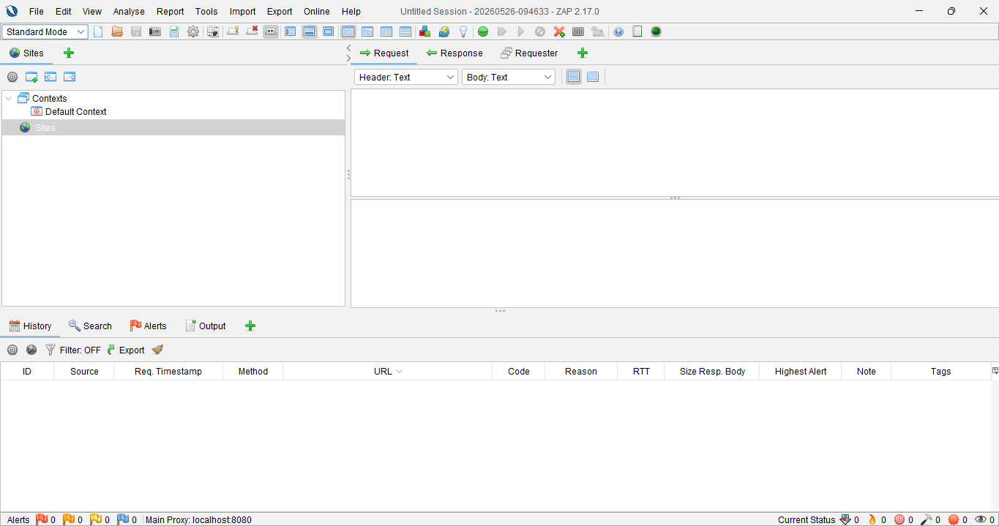 File Edit View Analyse Report Tools Import Export Online Help Untitled Session - 20260526-094633 - ZAP 2.17.0
Standard Mode
Sites
Request Response Requester
Header: Text Body: Text
Contexts
Default Context
Sites
History Search Alerts Output
Filter: OFF Export
ID Source Req. Timestamp Method URL Code Reason RTT Size Resp. Body Highest Alert Note Tags
Alerts 0 0 0 0 Main Proxy: localhost:8080 Current Status 0 0 0 0 0 0